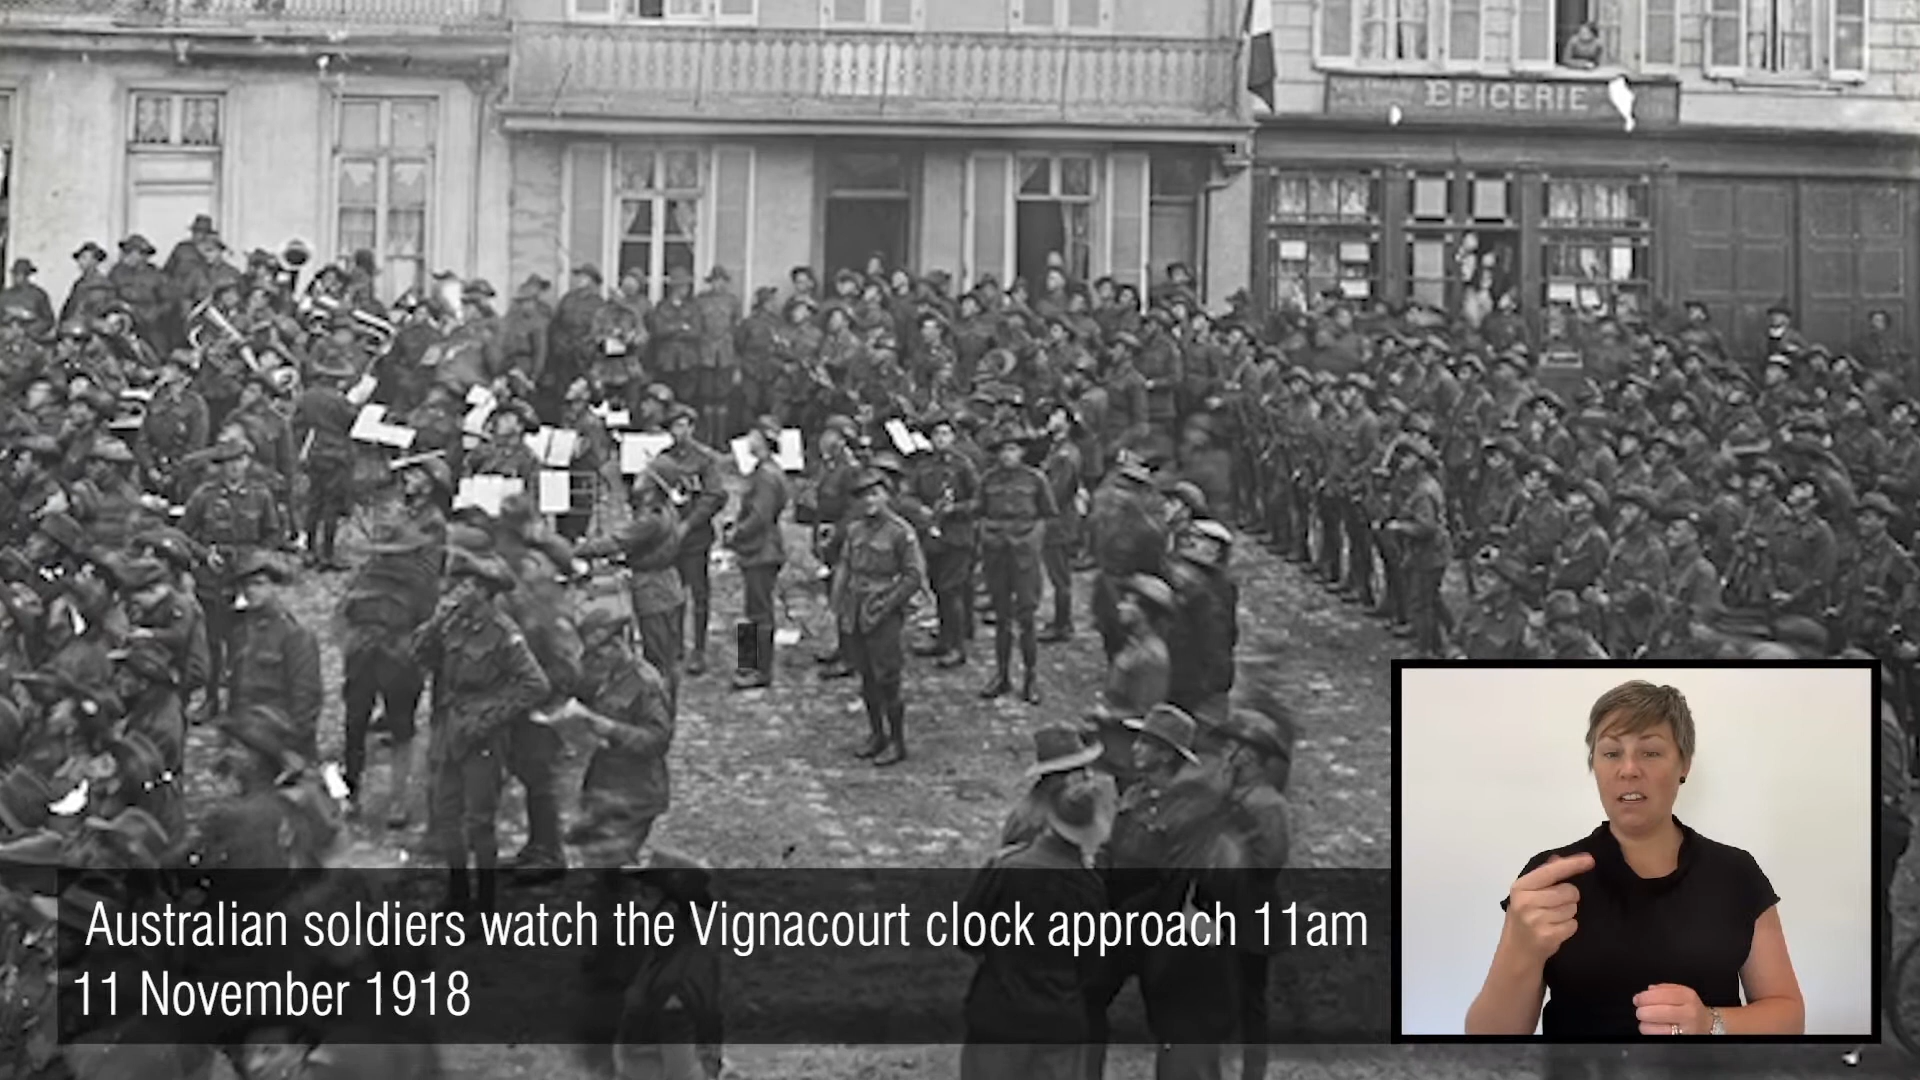 EPICERIE
Australian soldiers watch the Vignacourt clock approach 11am
11 November 1918